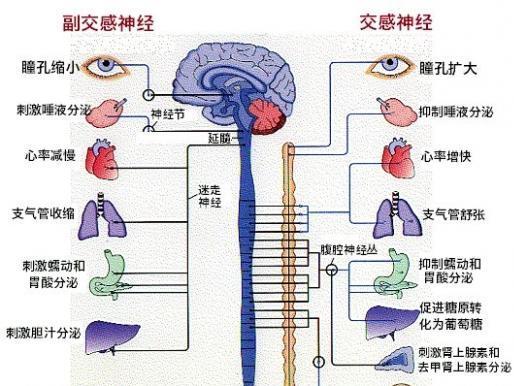 副交感神经
交感神经
瞳孔缩小
瞳孔扩大
刺激唾液分泌
神经节
抑制唾液分泌
延髓
心率减慢
心率增快
迷走
神经
支气管收缩
支气管舒张
腹腔神经丛
刺激蠕动和
胃酸分泌
抑制蠕动和
胃酸分泌
促进糖原转
化为葡萄糖
刺激胆汁分泌
刺激肾上腺素和
去甲肾上腺素分泌